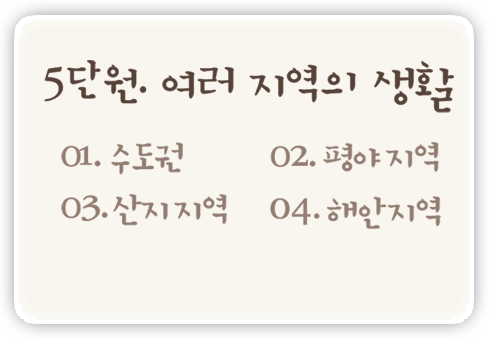 5단원. 여러 지역의 생활
01. 수도권 02. 평야 지역
03. 산지 지역 04. 해안 지역